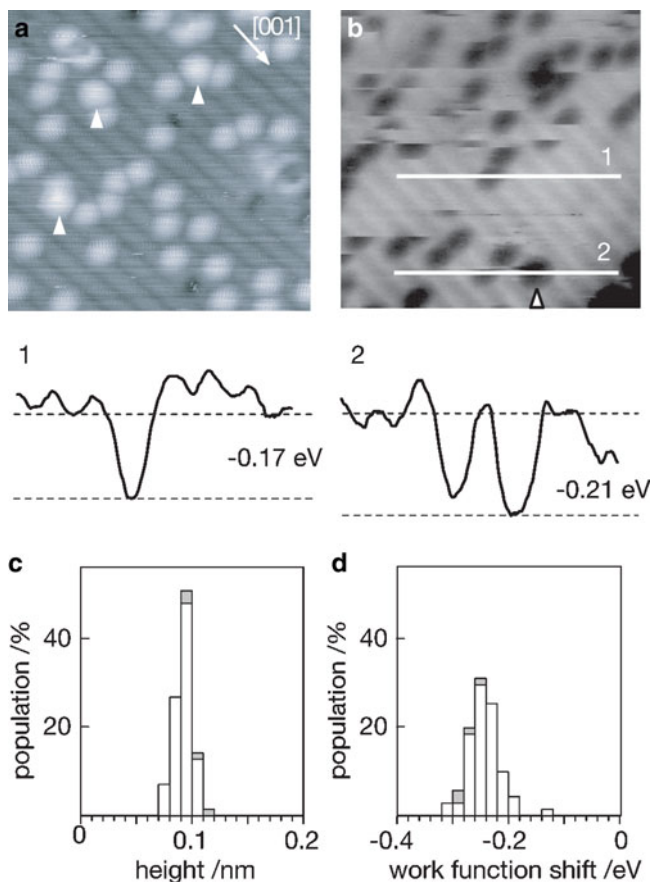 a
[001]
b
1
2
1
-0.17 eV
2
-0.21 eV
c
population /%
40
20
0
0.1
0.2
height /nm
d
population /%
40
20
-0.4
-0.2
0
work function shift /eV